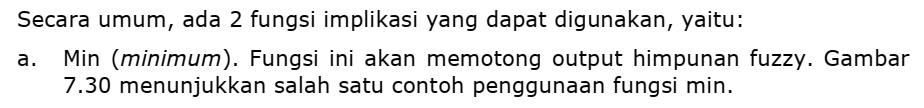 Secara umum, ada 2 fungsi implikasi yang dapat digunakan, yaitu:
a. Min (minimum). Fungsi ini akan memotong output himpunan fuzzy. Gambar
7.30 menunjukkan salah satu contoh penggunaan fungsi min.